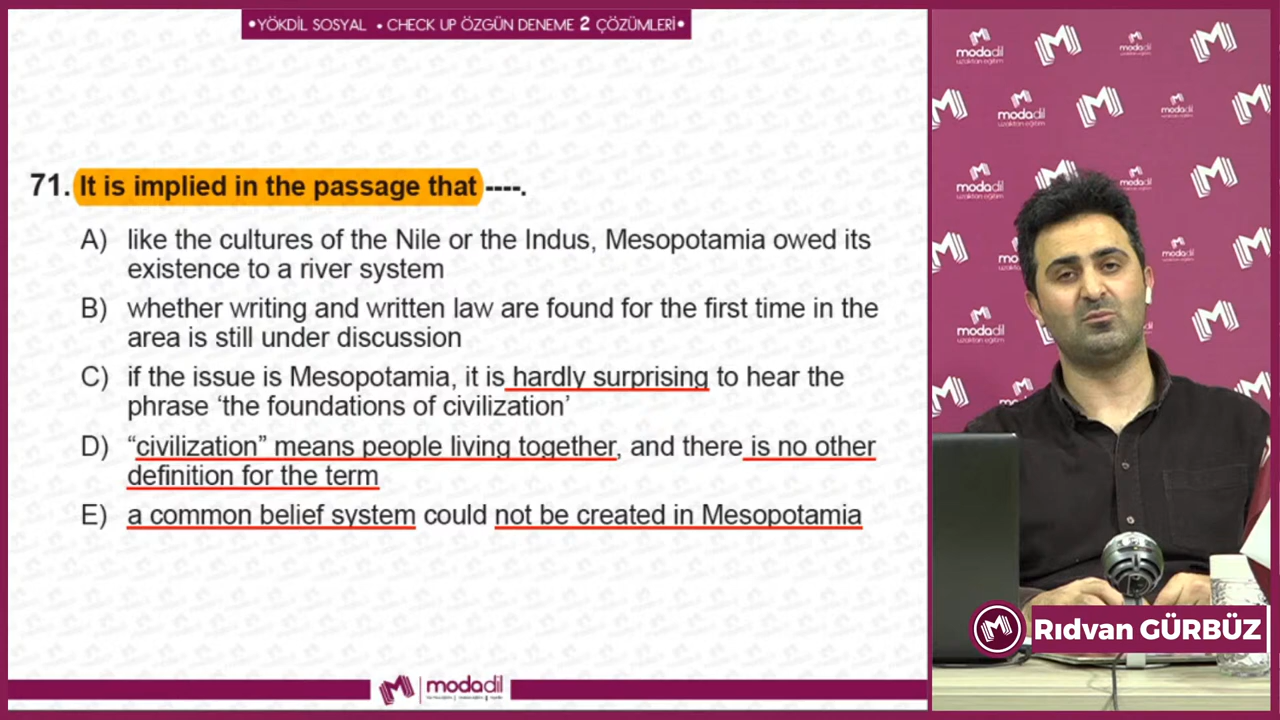 •YÖKDİL SOSYAL • CHECK UP ÖZGÜN DENEME 2 ÇÖZÜMLERİ•
71. It is implied in the passage that ----.
A) like the cultures of the Nile or the Indus, Mesopotamia owed its
existence to a river system
B) whether writing and written law are found for the first time in the
area is still under discussion
C) if the issue is Mesopotamia, it is hardly surprising to hear the
phrase ‘the foundations of civilization’
D) “civilization” means people living together, and there is no other
definition for the term
E) a common belief system could not be created in Mesopotamia
modadil
modadil
uzaktan eğitim
Rıdvan GÜRBÜZ